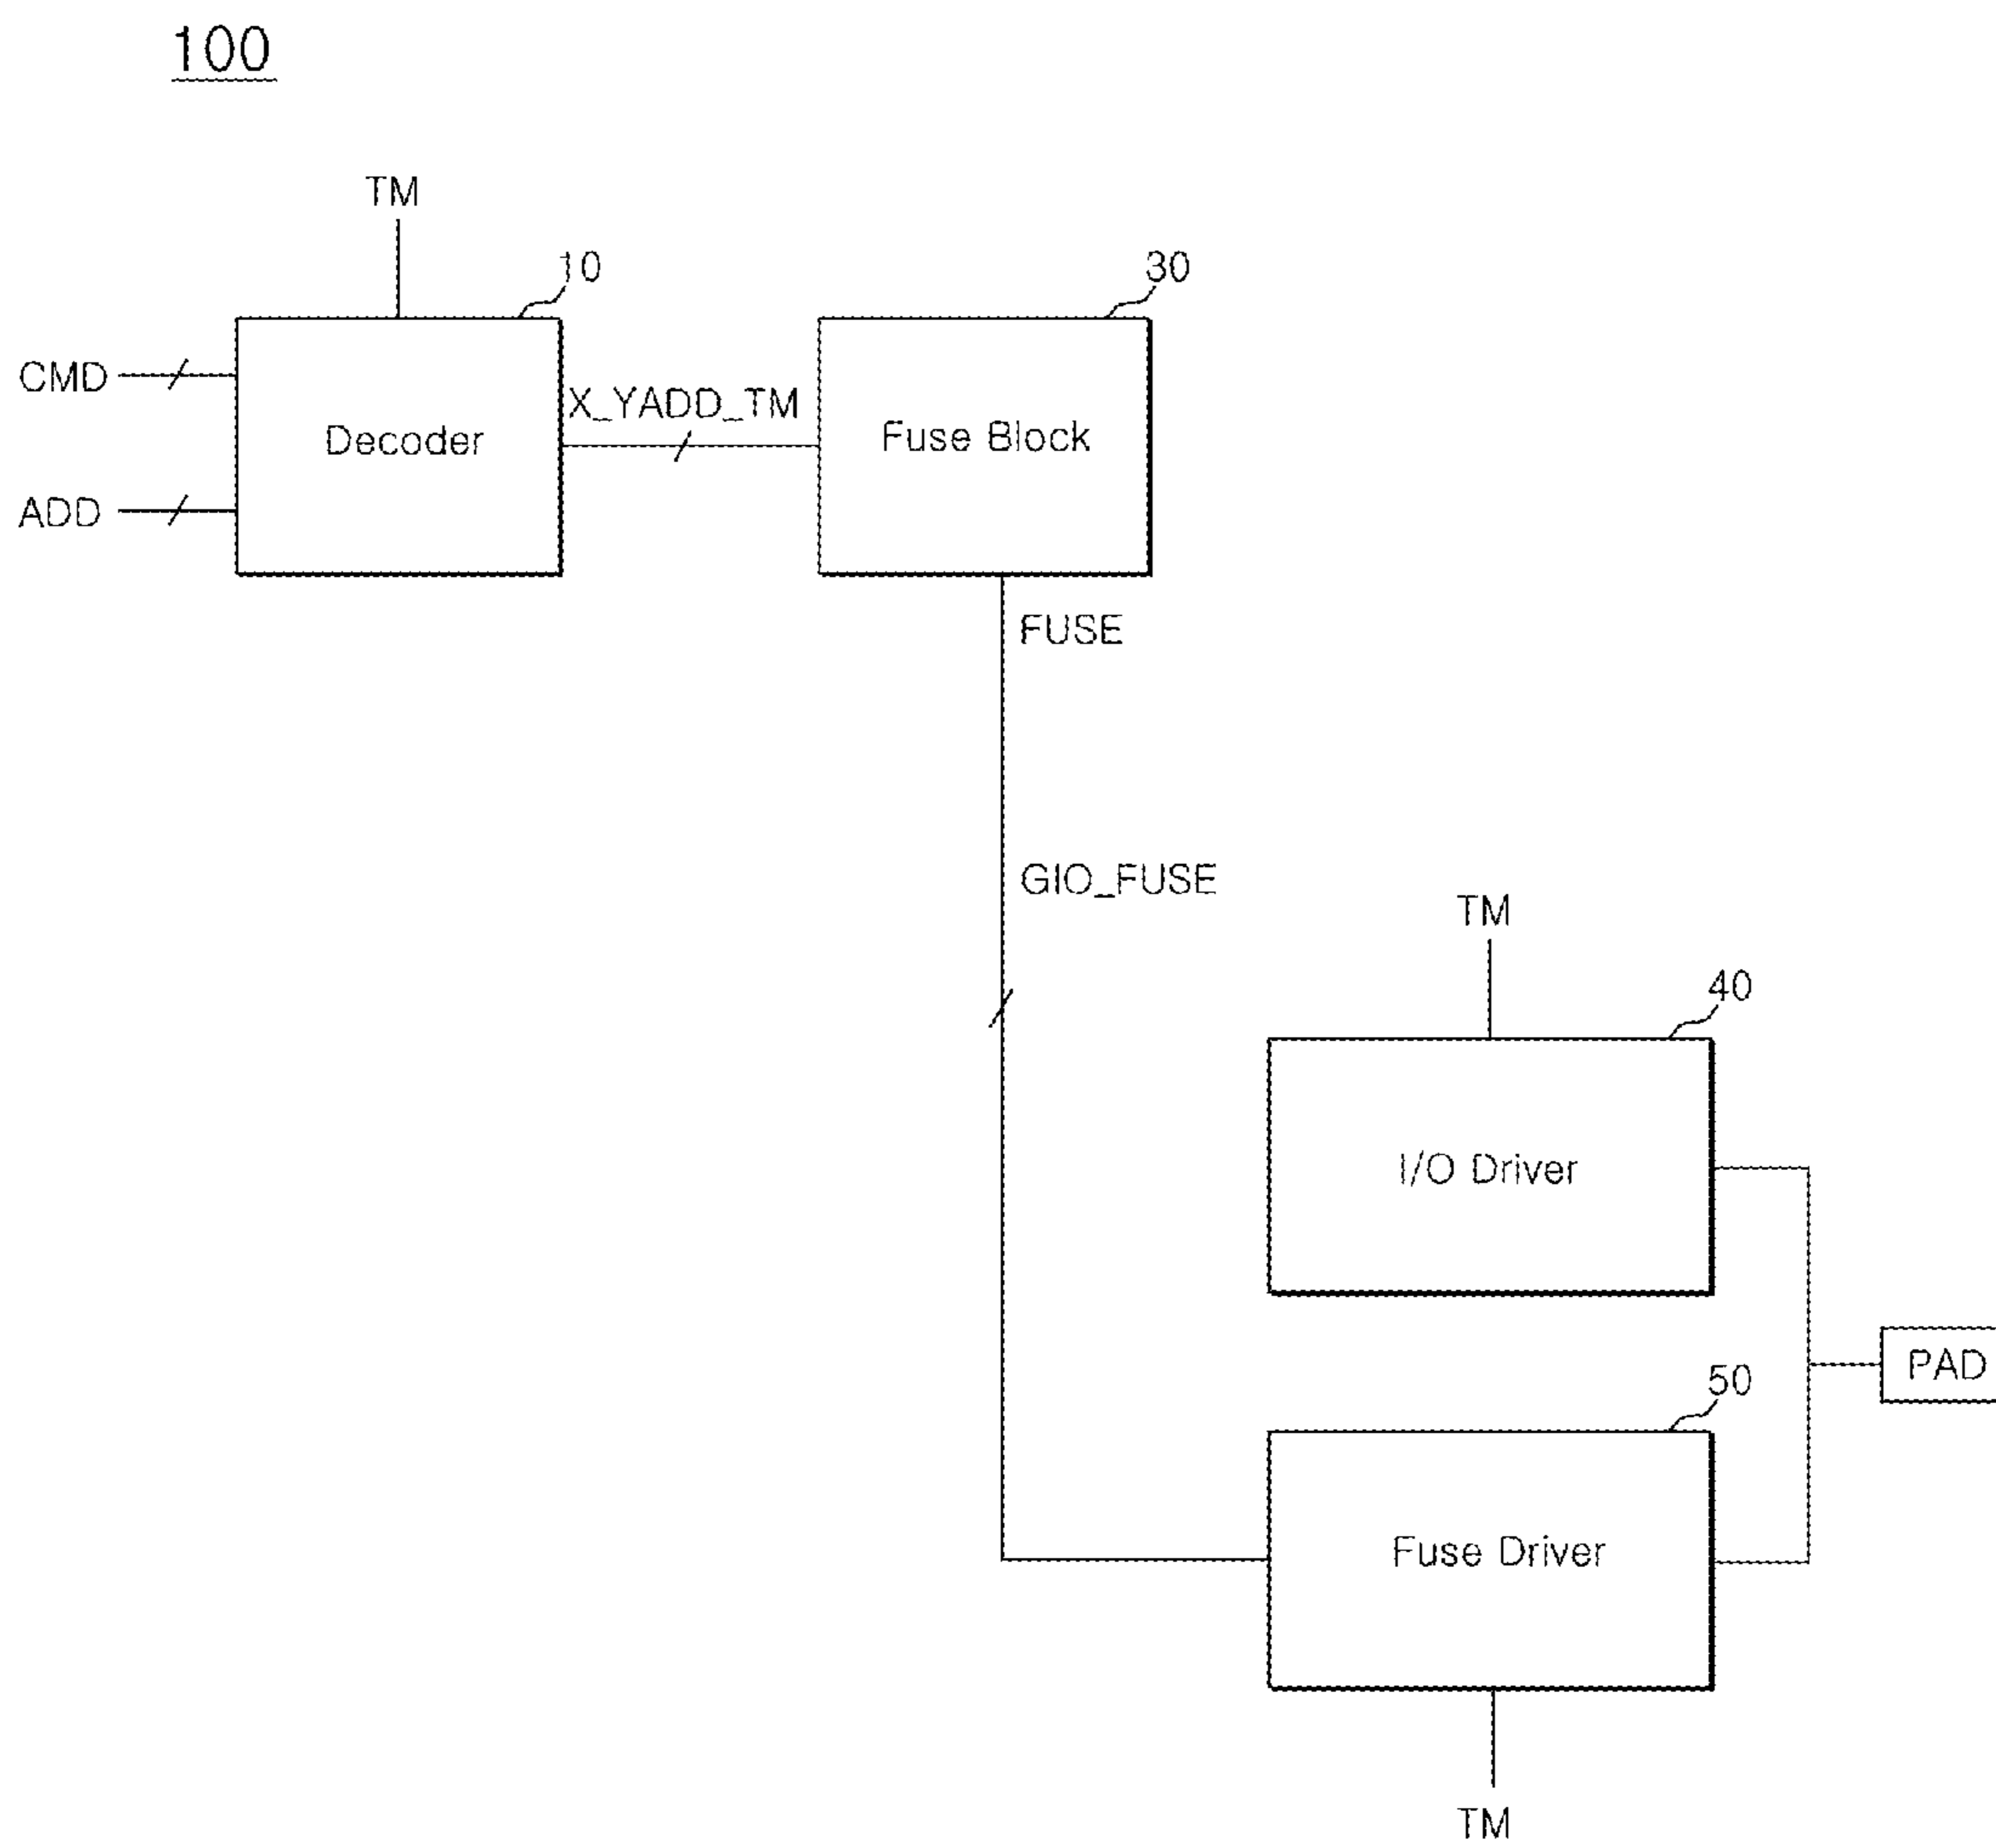 100
TM
10
30
CMD
X_YADD_TM
Decoder
Fuse Block
ADD
FUSE
GIO_FUSE
TM
40
I/O Driver
PAD
50
Fuse Driver
TM